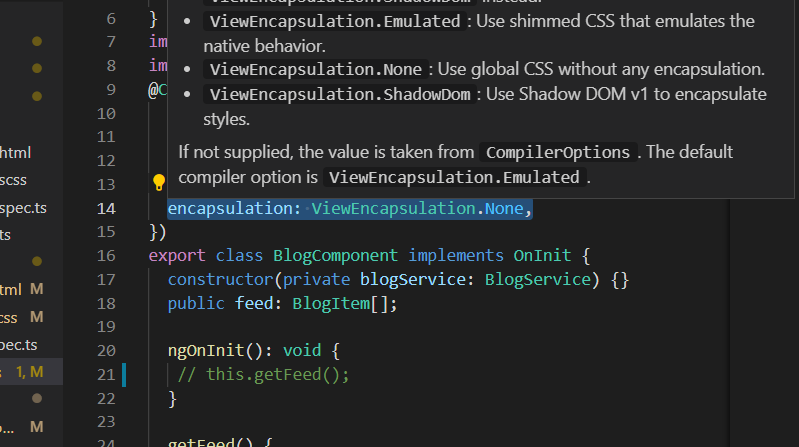 ViewEncapsulation.ShadowDom instead.
6 }
• ViewEncapsulation.Emulated: Use shimmed CSS that emulates the
native behavior.
7 im
8 im
• ViewEncapsulation.None: Use global CSS without any encapsulation.
9 @C
• ViewEncapsulation.ShadowDom: Use Shadow DOM v1 to encapsulate
styles.
10
11
If not supplied, the value is taken from CompilerOptions. The default
12
compiler option is ViewEncapsulation.Emulated.
13
14 encapsulation: ViewEncapsulation.None,
15 })
16 export class BlogComponent implements OnInit {
17 constructor(private blogService: BlogService) {}
18 public feed: BlogItem[];
19
20 ngOnInit(): void {
21 // this.getFeed();
22 }
23
24 getFeed() {
html
scss
spec.ts
ts
tml M
css M
pec.ts
s 1, M
o... M